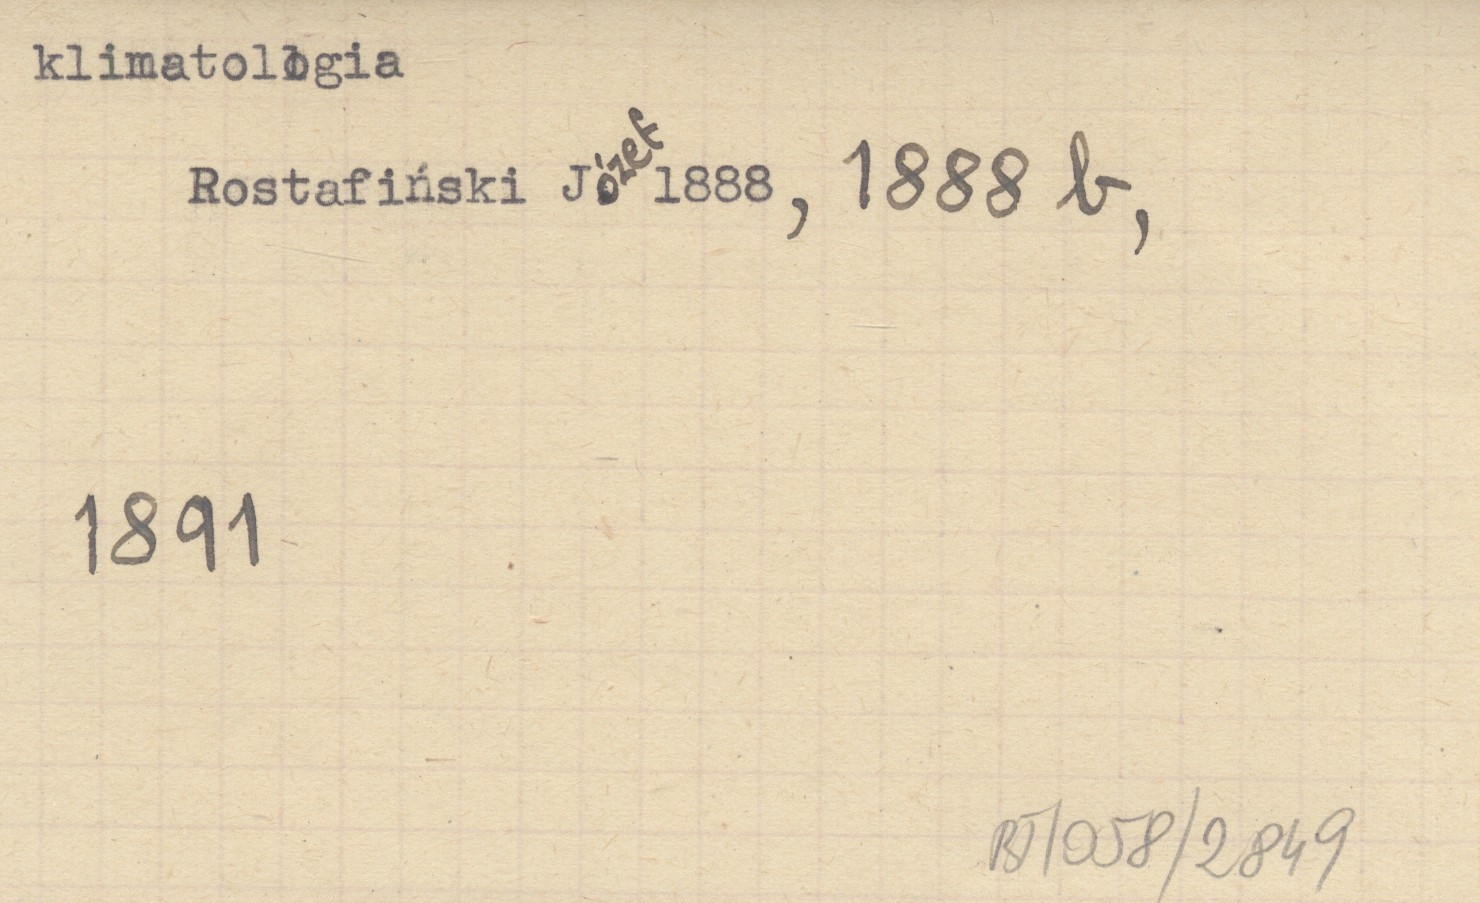 klimatologia
Rostafiński Józef 1888, 1888 b,
1891
BJ/058/2849